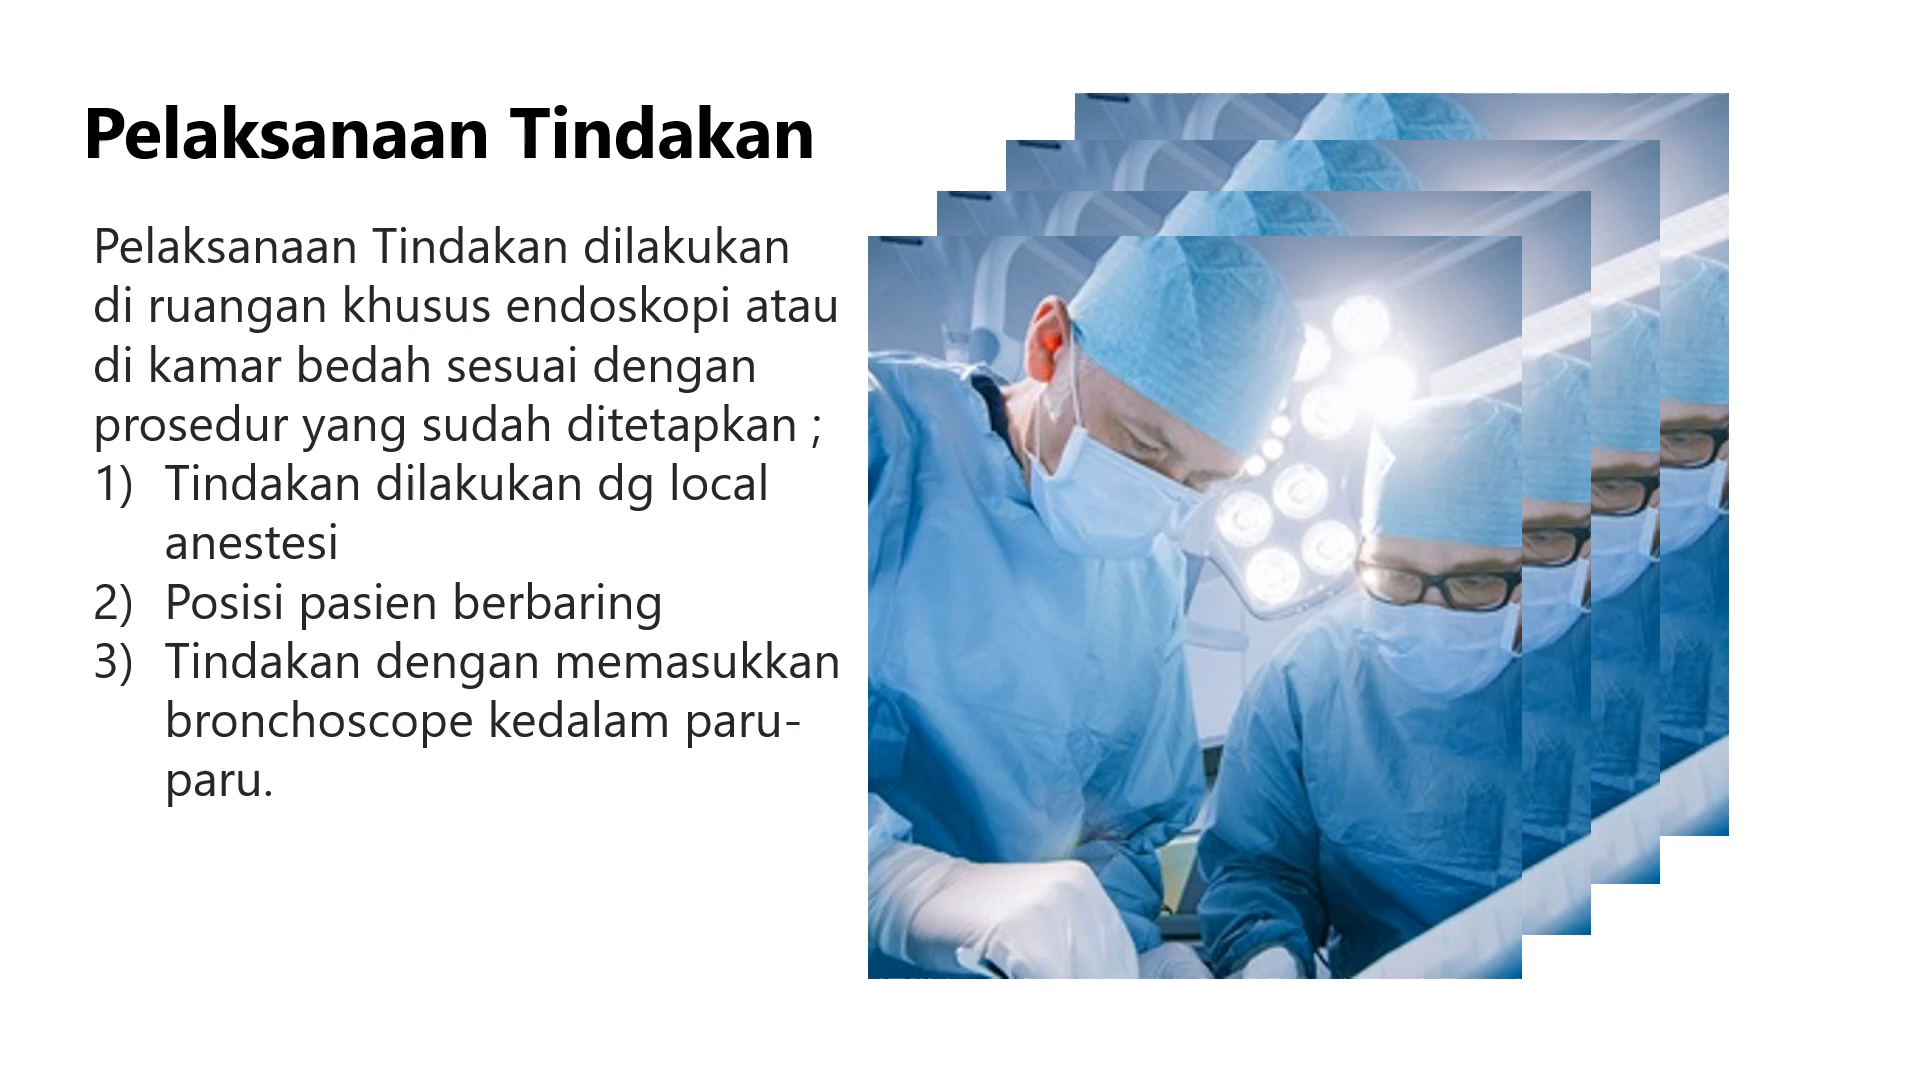 Pelaksanaan Tindakan
Pelaksanaan Tindakan dilakukan
di ruangan khusus endoskopi atau
di kamar bedah sesuai dengan
prosedur yang sudah ditetapkan ;
1) Tindakan dilakukan dg local
anestesi
2) Posisi pasien berbaring
3) Tindakan dengan memasukkan
bronchoscope kedalam paru-
paru.